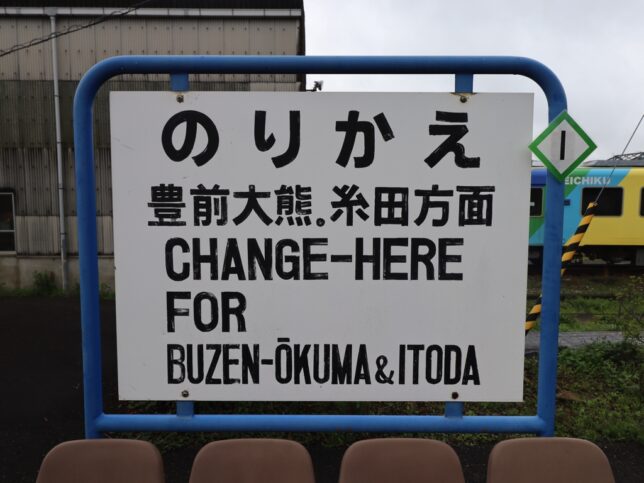 のりかえ
豊前大熊。糸田方面
CHANGE-HERE
FOR
BUZEN-ŌKUMA & ITODA
1
EICHIKU